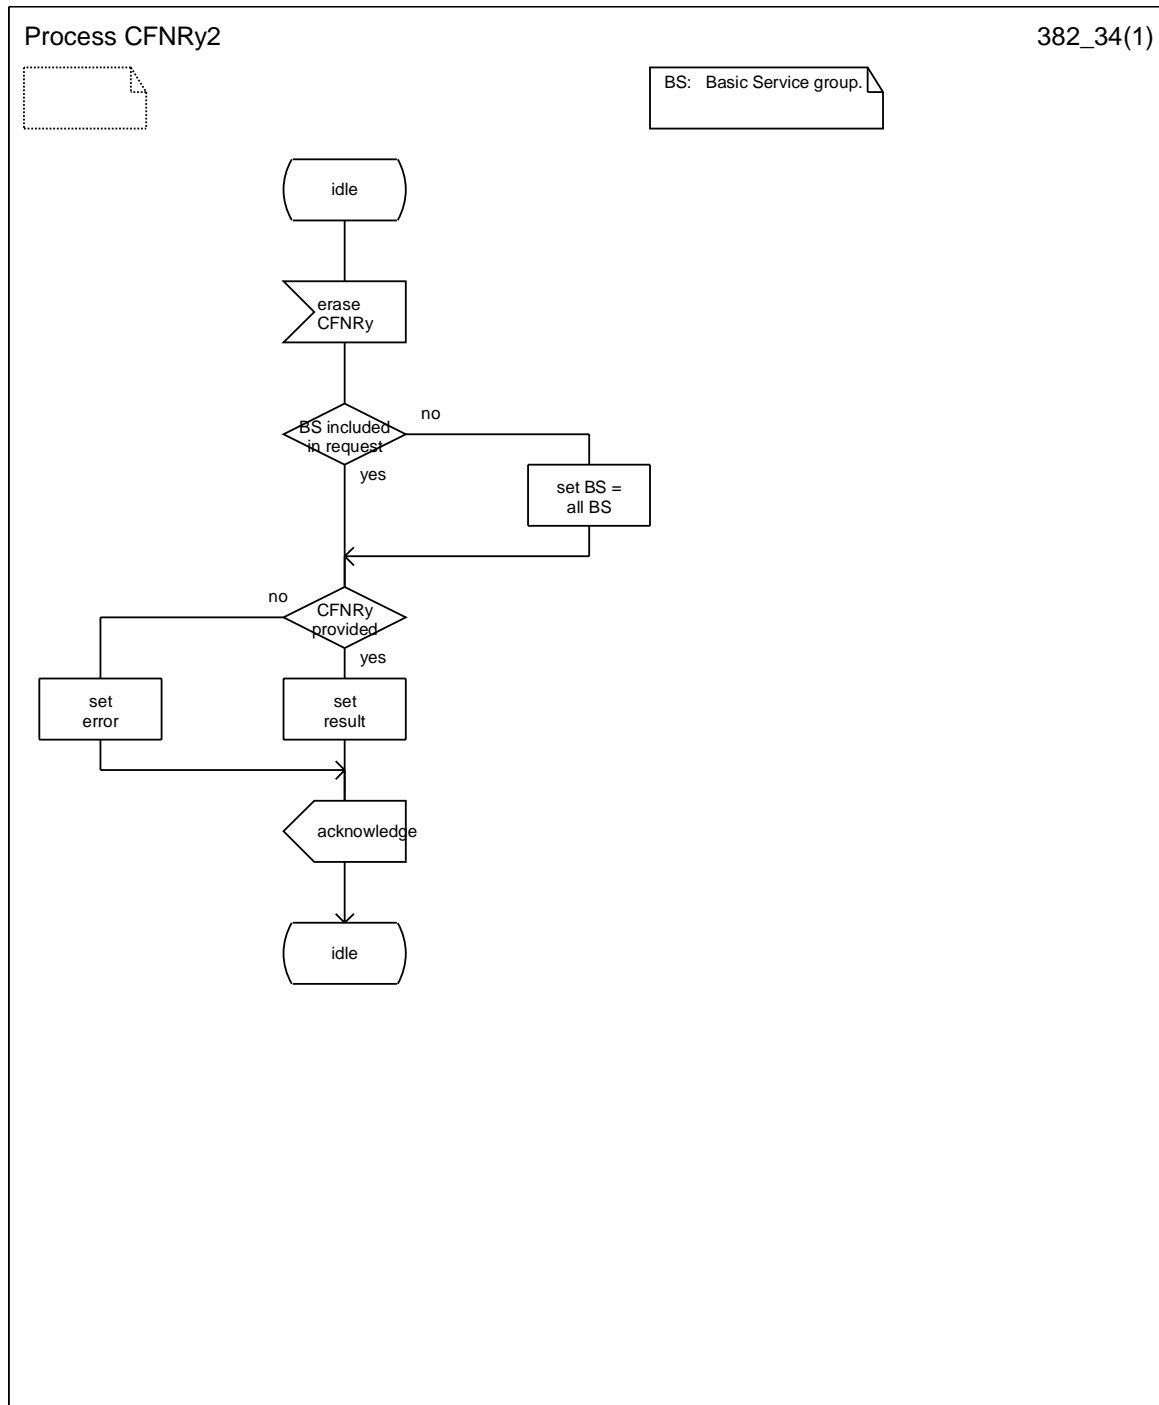 Process CFNRy2
382_34(1)
BS: Basic Service group.
idle
erase
CFNRy
BS included
in request
no
yes
set BS =
all BS
no
CFNRy
provided
yes
set
error
set
result
acknowledge
idle